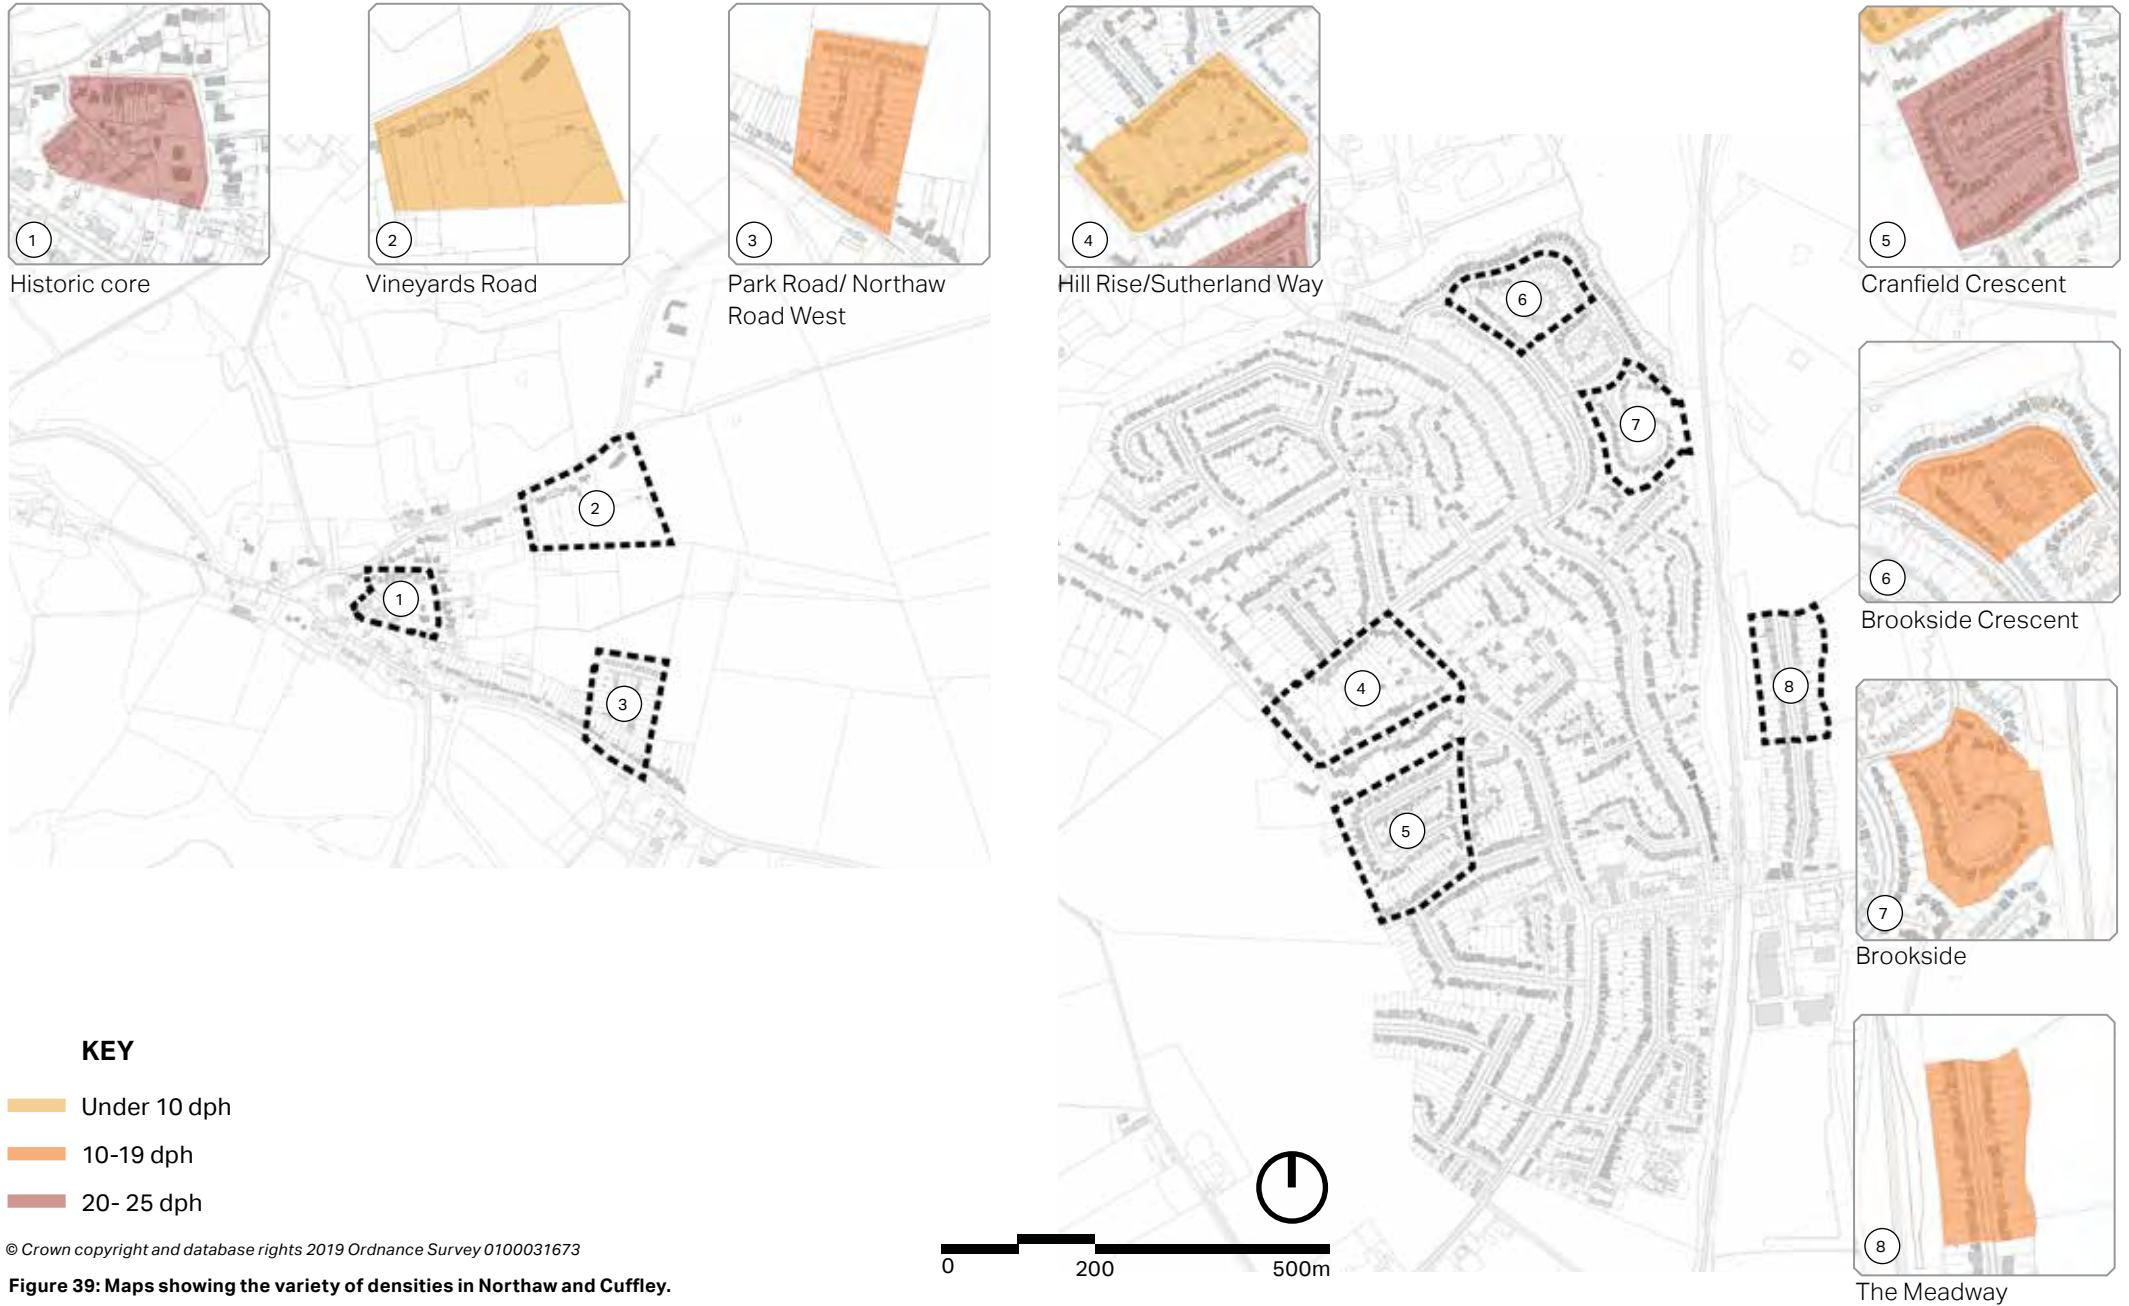 1
Historic core
2
Vineyards Road
3
Park Road/ Northaw
Road West
4
Hill Rise/Sutherland Way
5
Cranfield Crescent
6
Brookside Crescent
7
Brookside
8
The Meadway
1
2
3
4
5
6
7
8
KEY
Under 10 dph
10-19 dph
20- 25 dph
© Crown copyright and database rights 2019 Ordnance Survey 0100031673
Figure 39: Maps showing the variety of densities in Northaw and Cuffley.
0
200
500m